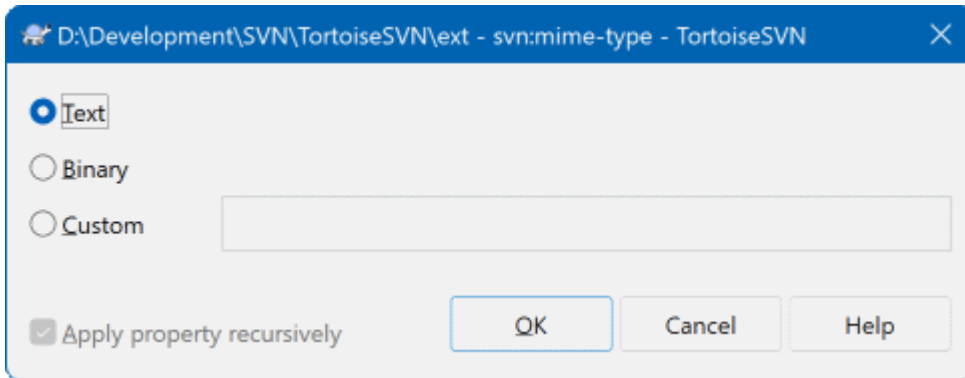 D:\Development\SVN\TortoiseSVN\ext - svn:mime-type - TortoiseSVN
Text
Binary
Custom
Apply property recursively OK Cancel Help